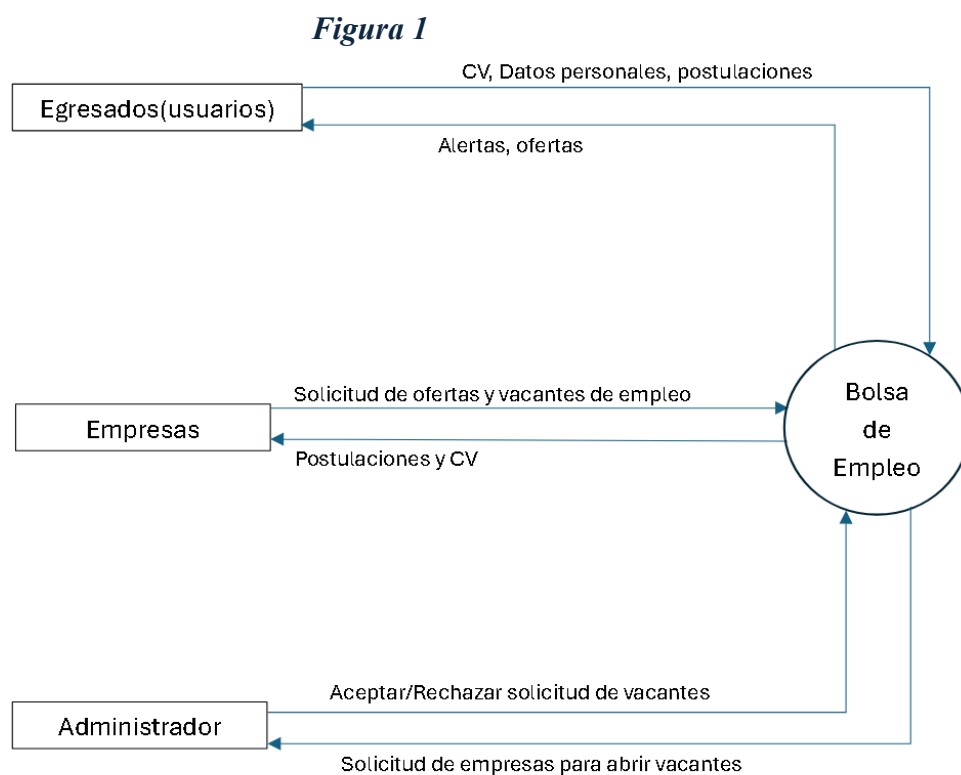 Figura 1
CV, Datos personales, postulaciones
Egresados(usuarios)
Alertas, ofertas
Solicitud de ofertas y vacantes de empleo
Empresas
Postulaciones y CV
Bolsa
de
Empleo
Aceptar/Rechazar solicitud de vacantes
Administrador
Solicitud de empresas para abrir vacantes